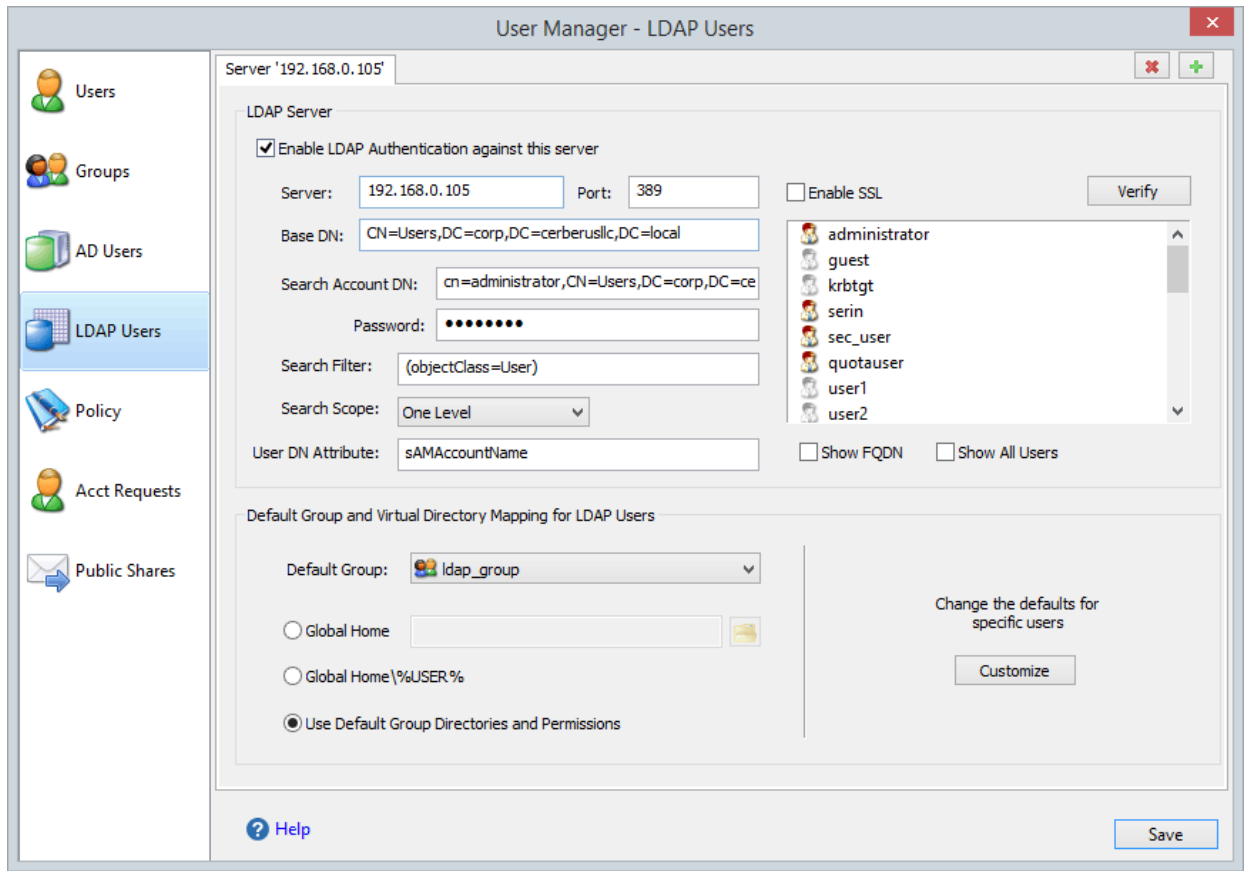 User Manager - LDAP Users
Users
Groups
AD Users
LDAP Users
Policy
Acct Requests
Public Shares
Server '192.168.0.105'
LDAP Server
Enable LDAP Authentication against this server
Server: 192.168.0.105 Port: 389 Enable SSL Verify
Base DN: CN=Users,DC=corp,DC=cerberusllc,DC=local
Search Account DN: cn=administrator,CN=Users,DC=corp,DC=ce
Password: ●●●●●●●●
Search Filter: (objectClass=User)
Search Scope: One Level
User DN Attribute: sAMAccountName
administrator
guest
krbtgt
serin
sec_user
quotauser
user1
user2
Show FQDN Show All Users
Default Group and Virtual Directory Mapping for LDAP Users
Default Group: ldap_group
Global Home
Global Home\%USER%
Use Default Group Directories and Permissions
Change the defaults for
specific users
Customize
Help
Save